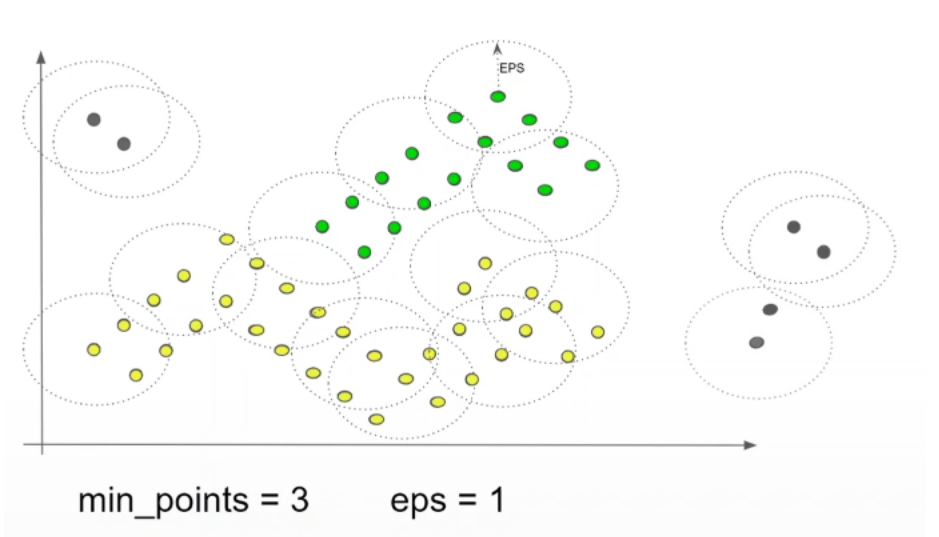 EPS
min_points = 3 eps = 1